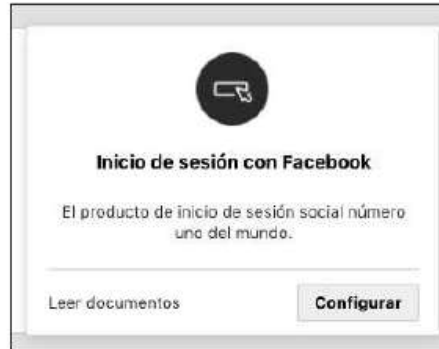 Inicio de sesión con Facebook
El producto de inicio de sesión social número
uno del mundo.
Leer documentos
Configurar